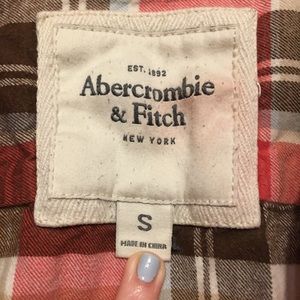 EST. 1892
Abercrombie
& Fitch
NEW YORK
S
MADE IN CHINA